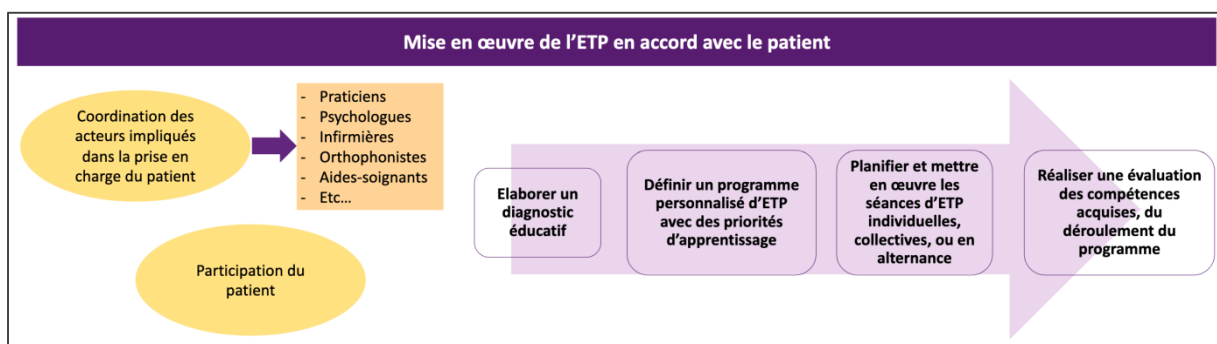 Mise en œuvre de l’ETP en accord avec le patient
Coordination des
acteurs impliqués
dans la prise en
charge du patient
- Praticiens
- Psychologues
- Infirmières
- Orthophonistes
- Aides-soignants
- Etc…
Participation du
patient
Elaborer un
diagnostic
éducatif
Définir un programme
personnalisé d’ETP
avec des priorités
d’apprentissage
Planifier et mettre
en œuvre les
séances d’ETP
individuelles,
collectives, ou en
alternance
Réaliser une évaluation
des compétences
acquises, du
déroulement du
programme